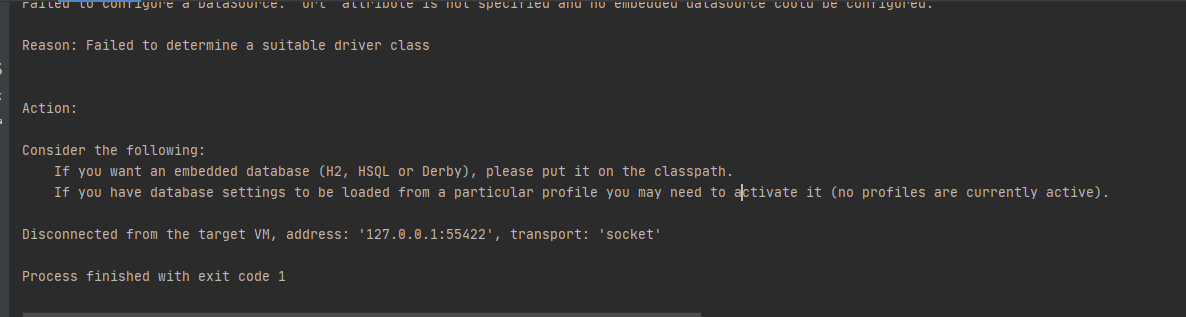 Failed to configure a DataSource: 'url' attribute is not specified and no embedded datasource could be configured.
Reason: Failed to determine a suitable driver class
Action:
Consider the following:
If you want an embedded database (H2, HSQL or Derby), please put it on the classpath.
If you have database settings to be loaded from a particular profile you may need to activate it (no profiles are currently active).
Disconnected from the target VM, address: '127.0.0.1:55422', transport: 'socket'
Process finished with exit code 1